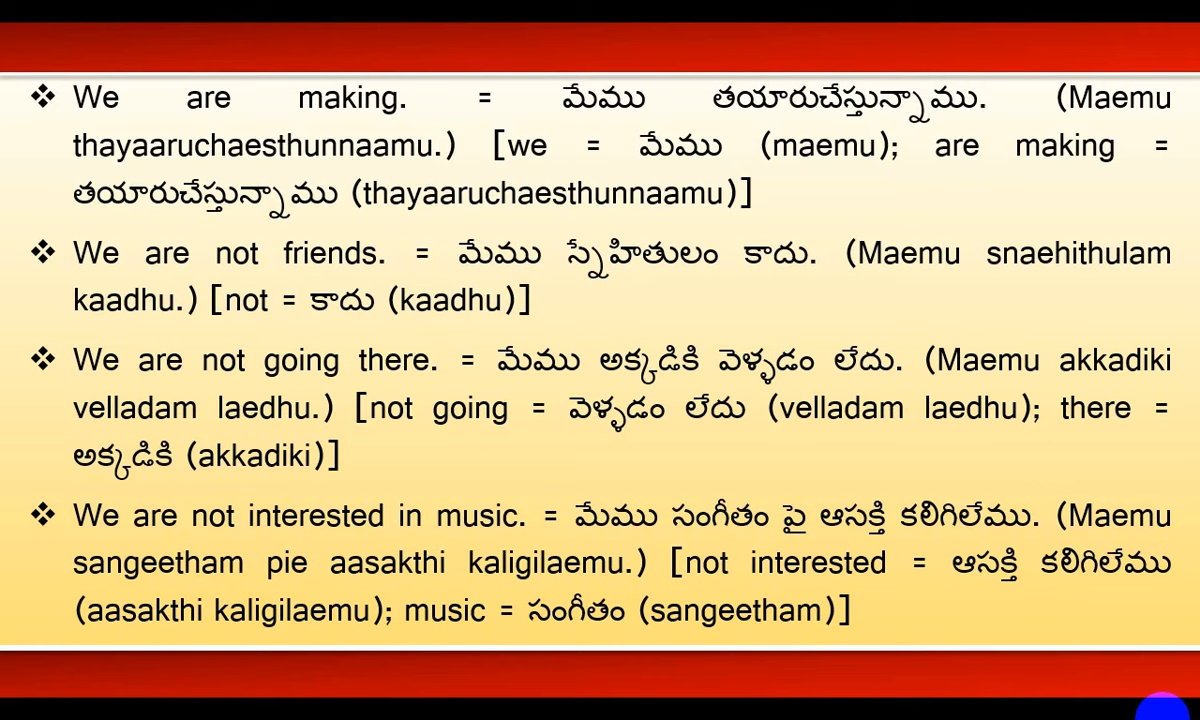 ❖ We are making. = మేము తయారుచేస్తున్నాము. (Maemu
thayaaruchaesthunnaamu.) [we = మేము (maemu); are making =
తయారుచేస్తున్నాము (thayaaruchaesthunnaamu)]
❖ We are not friends. = మేము స్నేహితులం కాదు. (Maemu snaehithulam
kaadhu.) [not = కాదు (kaadhu)]
❖ We are not going there. = మేము అక్కడికి వెళ్ళడం లేదు. (Maemu akkadiki
velladam laedhu.) [not going = వెళ్ళడం లేదు (velladam laedhu); there =
అక్కడికి (akkadiki)]
❖ We are not interested in music. = మేము సంగీతం పై ఆసక్తి కలిగిలేము. (Maemu
sangeetham pie aasakthi kaligilaemu.) [not interested = ఆసక్తి కలిగిలేము
(aasakthi kaligilaemu); music = సంగీతం (sangeetham)]